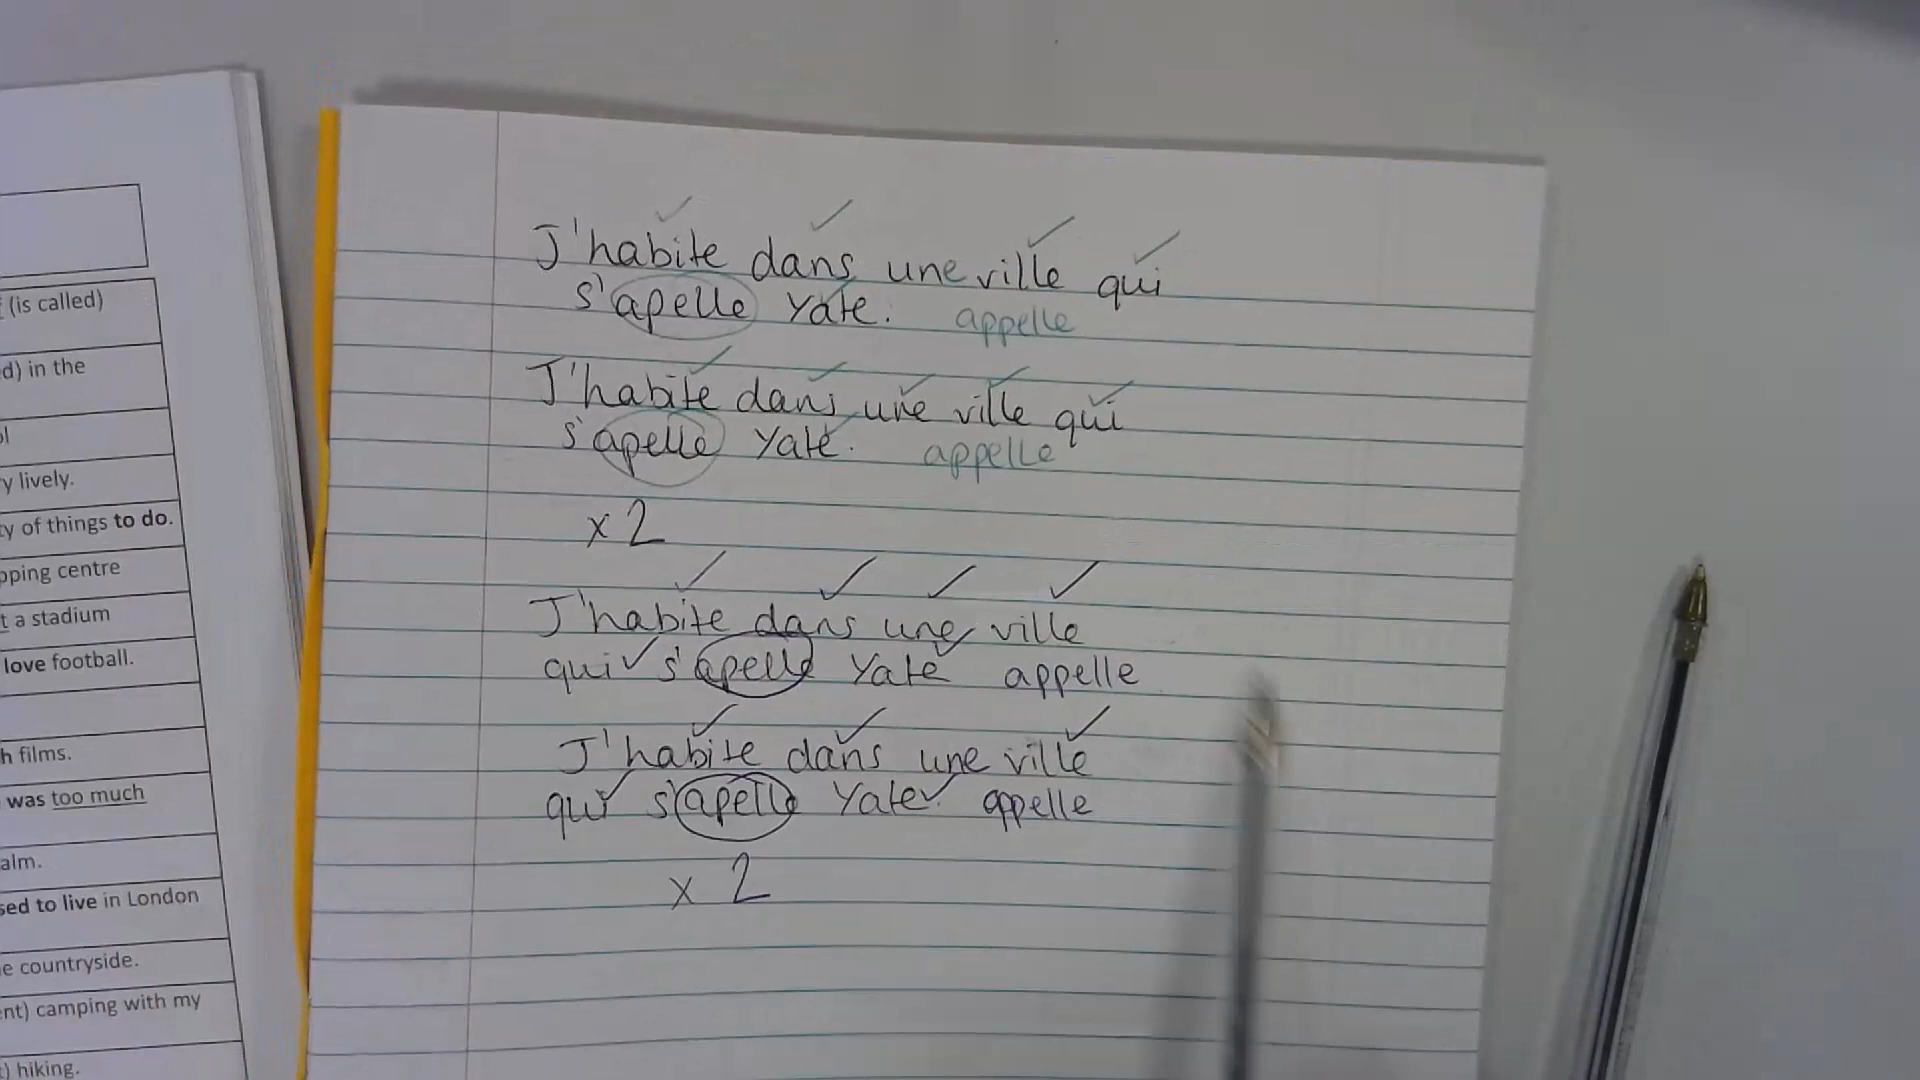 (is called)
d) in the
y lively.
ty of things to do.
pping centre
t a stadium
love football.
h films.
was too much
alm.
sed to live in London
e countryside.
ent) camping with my
) hiking.
J'habite dans une ville qui
s'apelle Yate. appelle
J'habite dans une ville qui
s'apelle Yate. appelle
x 2
J'habite dans une ville
qui s'apelle Yate appelle
J'habite dans une ville
qui s'apelle Yate. appelle
x 2